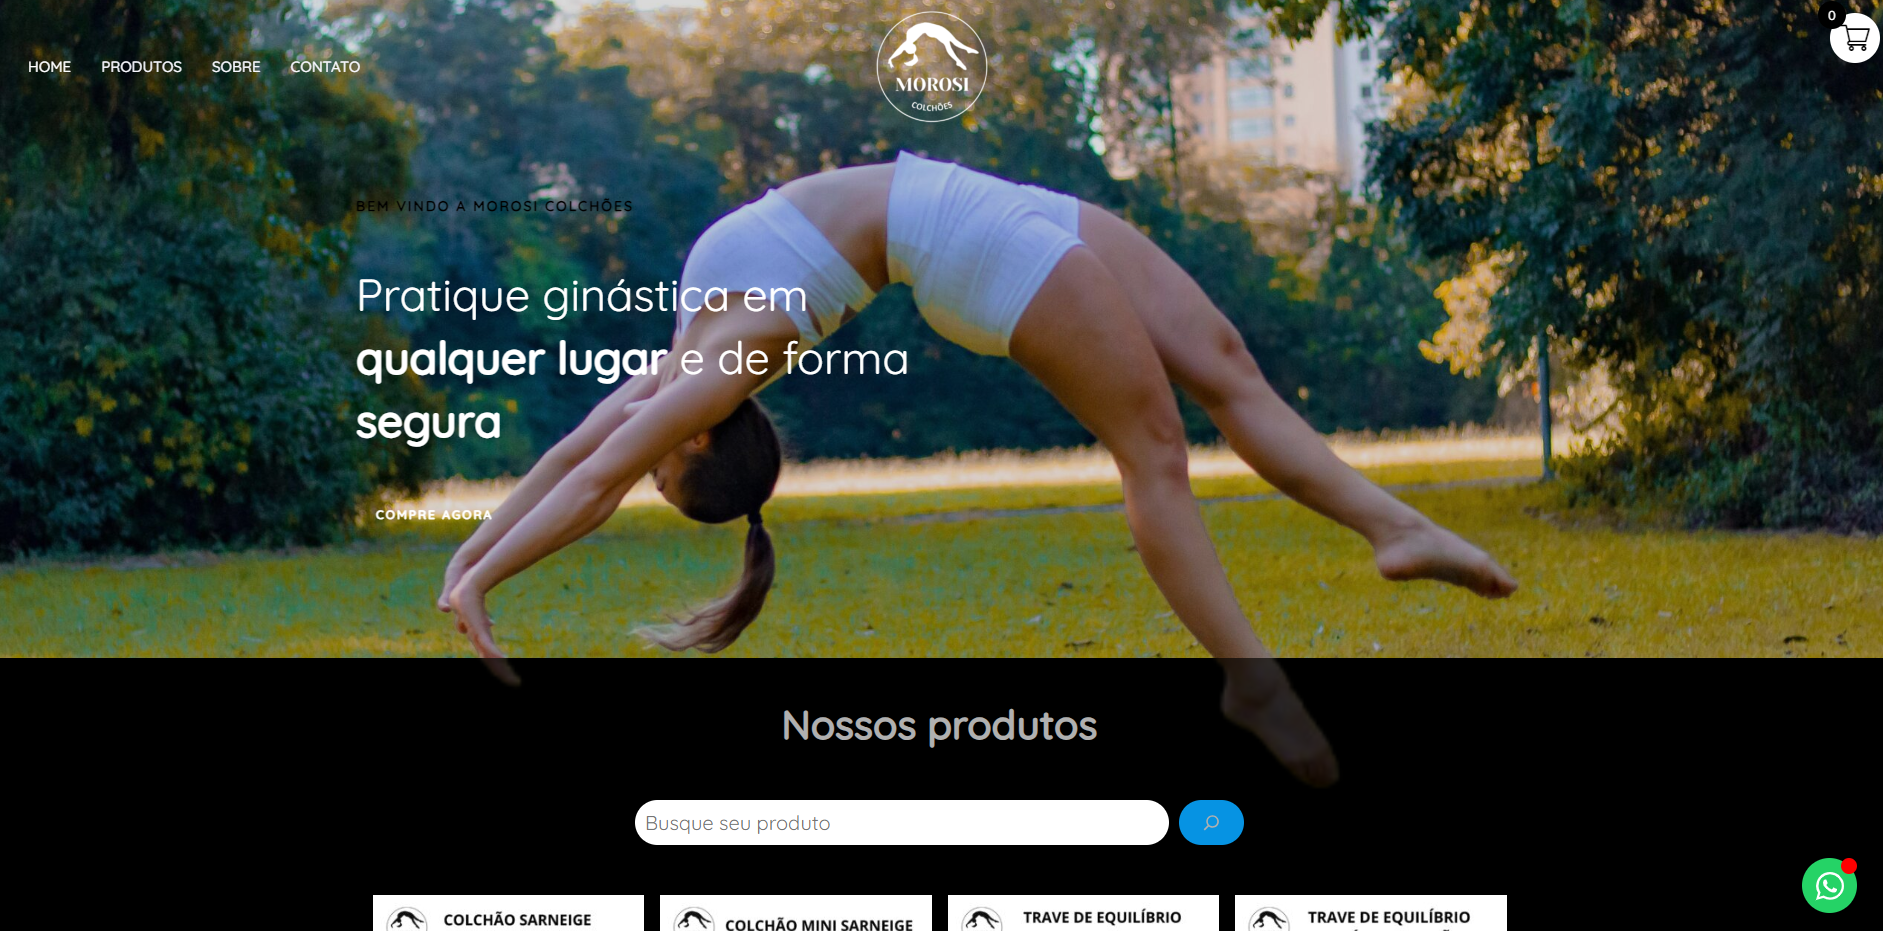 0
HOME PRODUTOS SOBRE CONTATO
MOROSI
COLCHÕES
BEM VINDO A MOROSI COLCHÕES
Pratique ginástica em
qualquer lugar e de forma
segura
COMPRE AGORA
Nossos produtos
Busque seu produto
COLCHÃO SARNEIGE
COLCHÃO MINI SARNEIGE
TRAVE DE EQUILÍBRIO
TRAVE DE EQUILÍBRIO